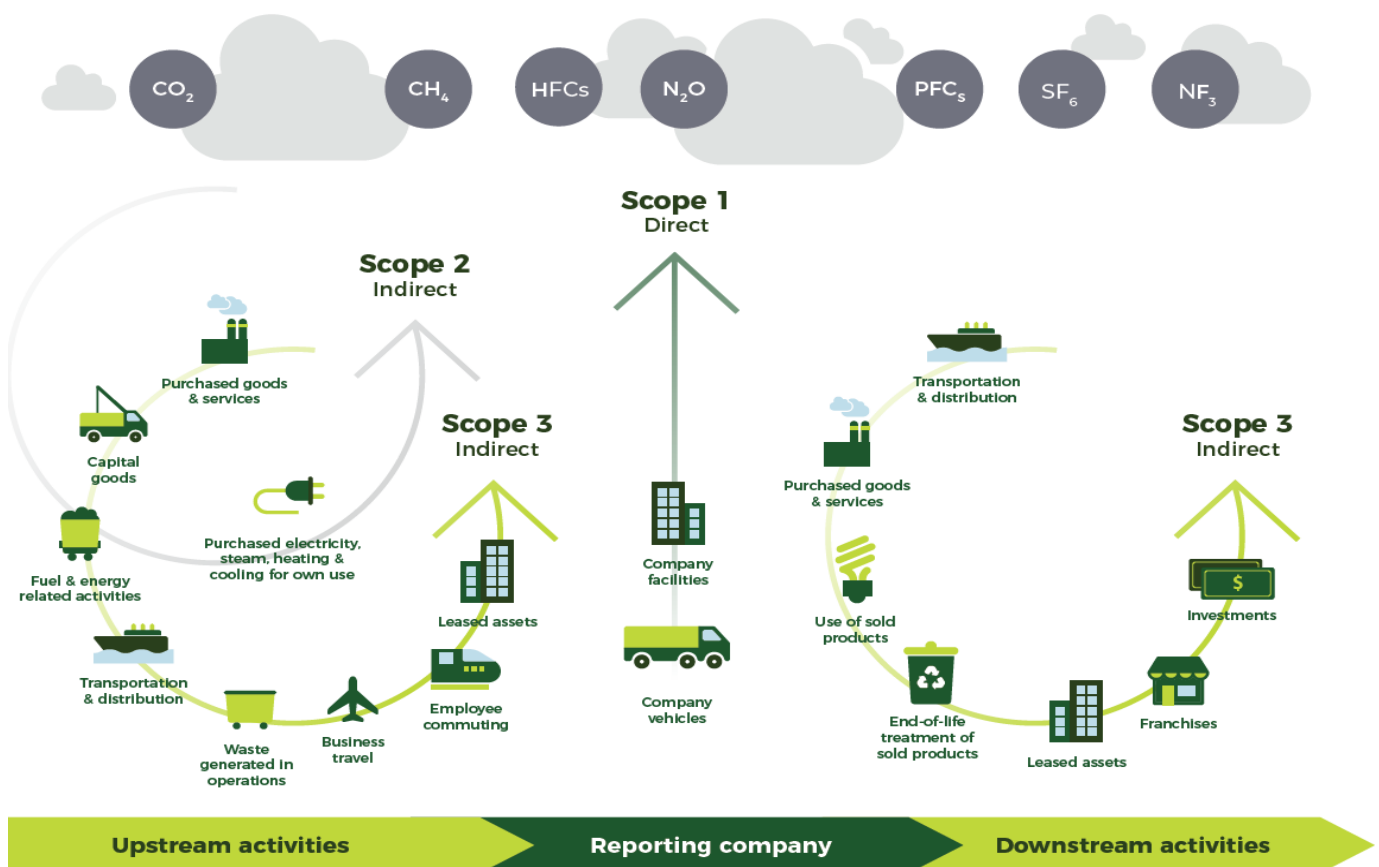 CO₂
CH₄
HFCs
N₂O
PFCₛ
SF₆
NF₃
Scope 1
Direct
Scope 2
Indirect
Purchased goods
& services
Capital
goods
Fuel & energy
related activities
Purchased electricity,
steam, heating &
cooling for own use
Transportation
& distribution
Waste
generated in
operations
Business
travel
Employee
commuting
Leased assets
Scope 3
Indirect
Company
facilities
Company
vehicles
Transportation
& distribution
Purchased goods
& services
Use of sold
products
End-of-life
treatment of
sold products
Leased assets
Franchises
Investments
$
Scope 3
Indirect
Upstream activities
Reporting company
Downstream activities